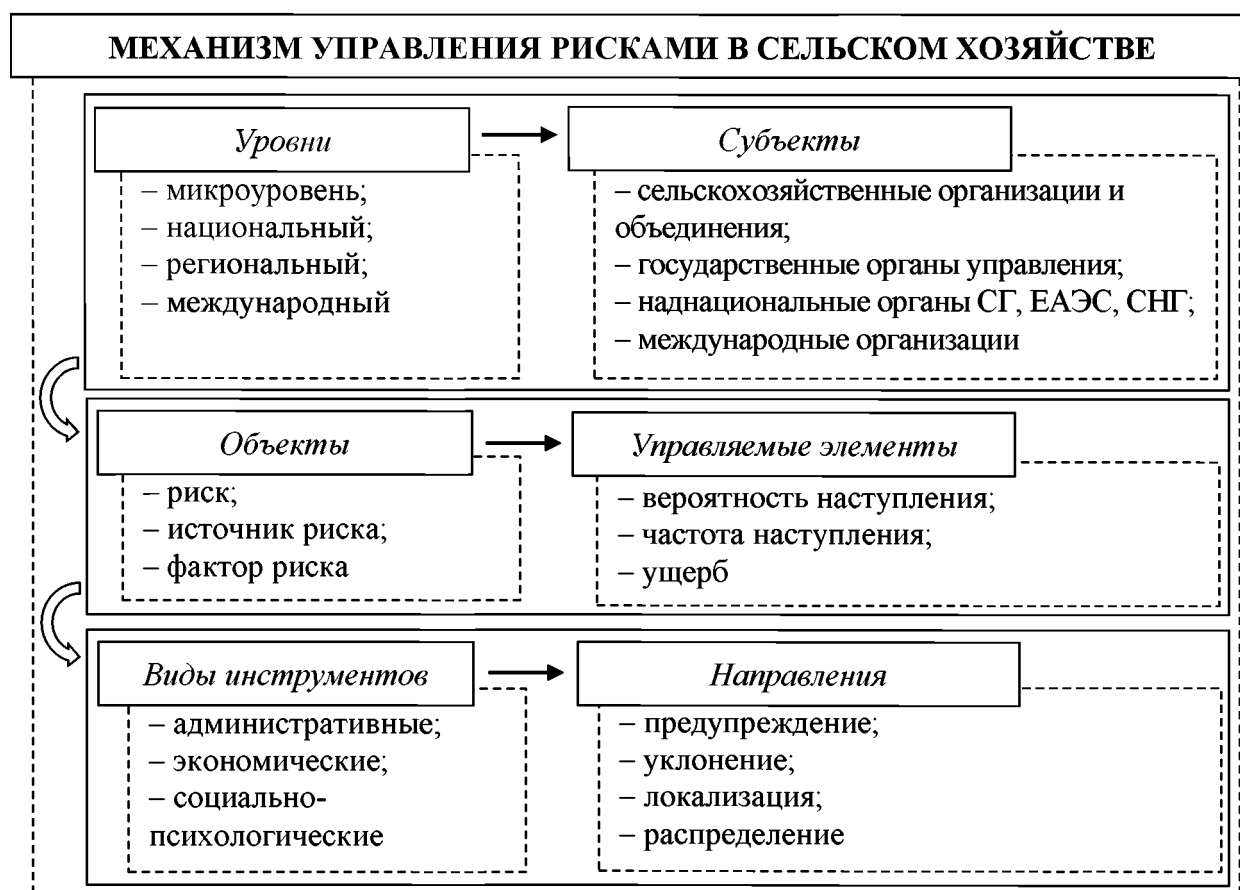 МЕХАНИЗМ УПРАВЛЕНИЯ РИСКАМИ В СЕЛЬСКОМ ХОЗЯЙСТВЕ
Уровни
– микроуровень;
– национальный;
– региональный;
– международный
Субъекты
– сельскохозяйственные организации и
объединения;
– государственные органы управления;
– наднациональные органы СГ, ЕАЭС, СНГ;
– международные организации
Объекты
– риск;
– источник риска;
– фактор риска
Управляемые элементы
– вероятность наступления;
– частота наступления;
– ущерб
Виды инструментов
– административные;
– экономические;
– социально-
психологические
Направления
– предупреждение;
– уклонение;
– локализация;
– распределение